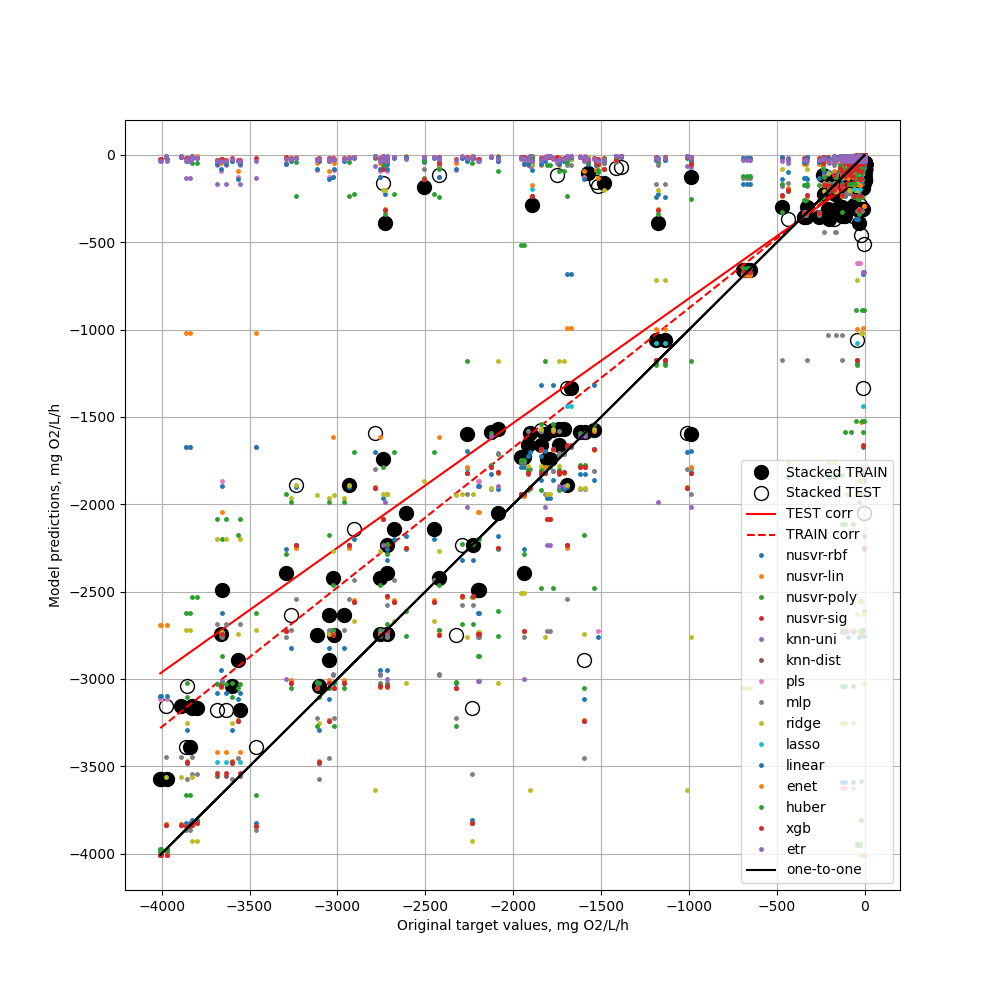 0
−500
−1000
−1500
−2000
−2500
−3000
−3500
−4000
Model predictions, mg O2/L/h
−4000 −3500 −3000 −2500 −2000 −1500 −1000 −500 0
Original target values, mg O2/L/h
Stacked TRAIN
Stacked TEST
TEST corr
TRAIN corr
nusvr-rbf
nusvr-lin
nusvr-poly
nusvr-sig
knn-uni
knn-dist
pls
mlp
ridge
lasso
linear
enet
huber
xgb
etr
one-to-one